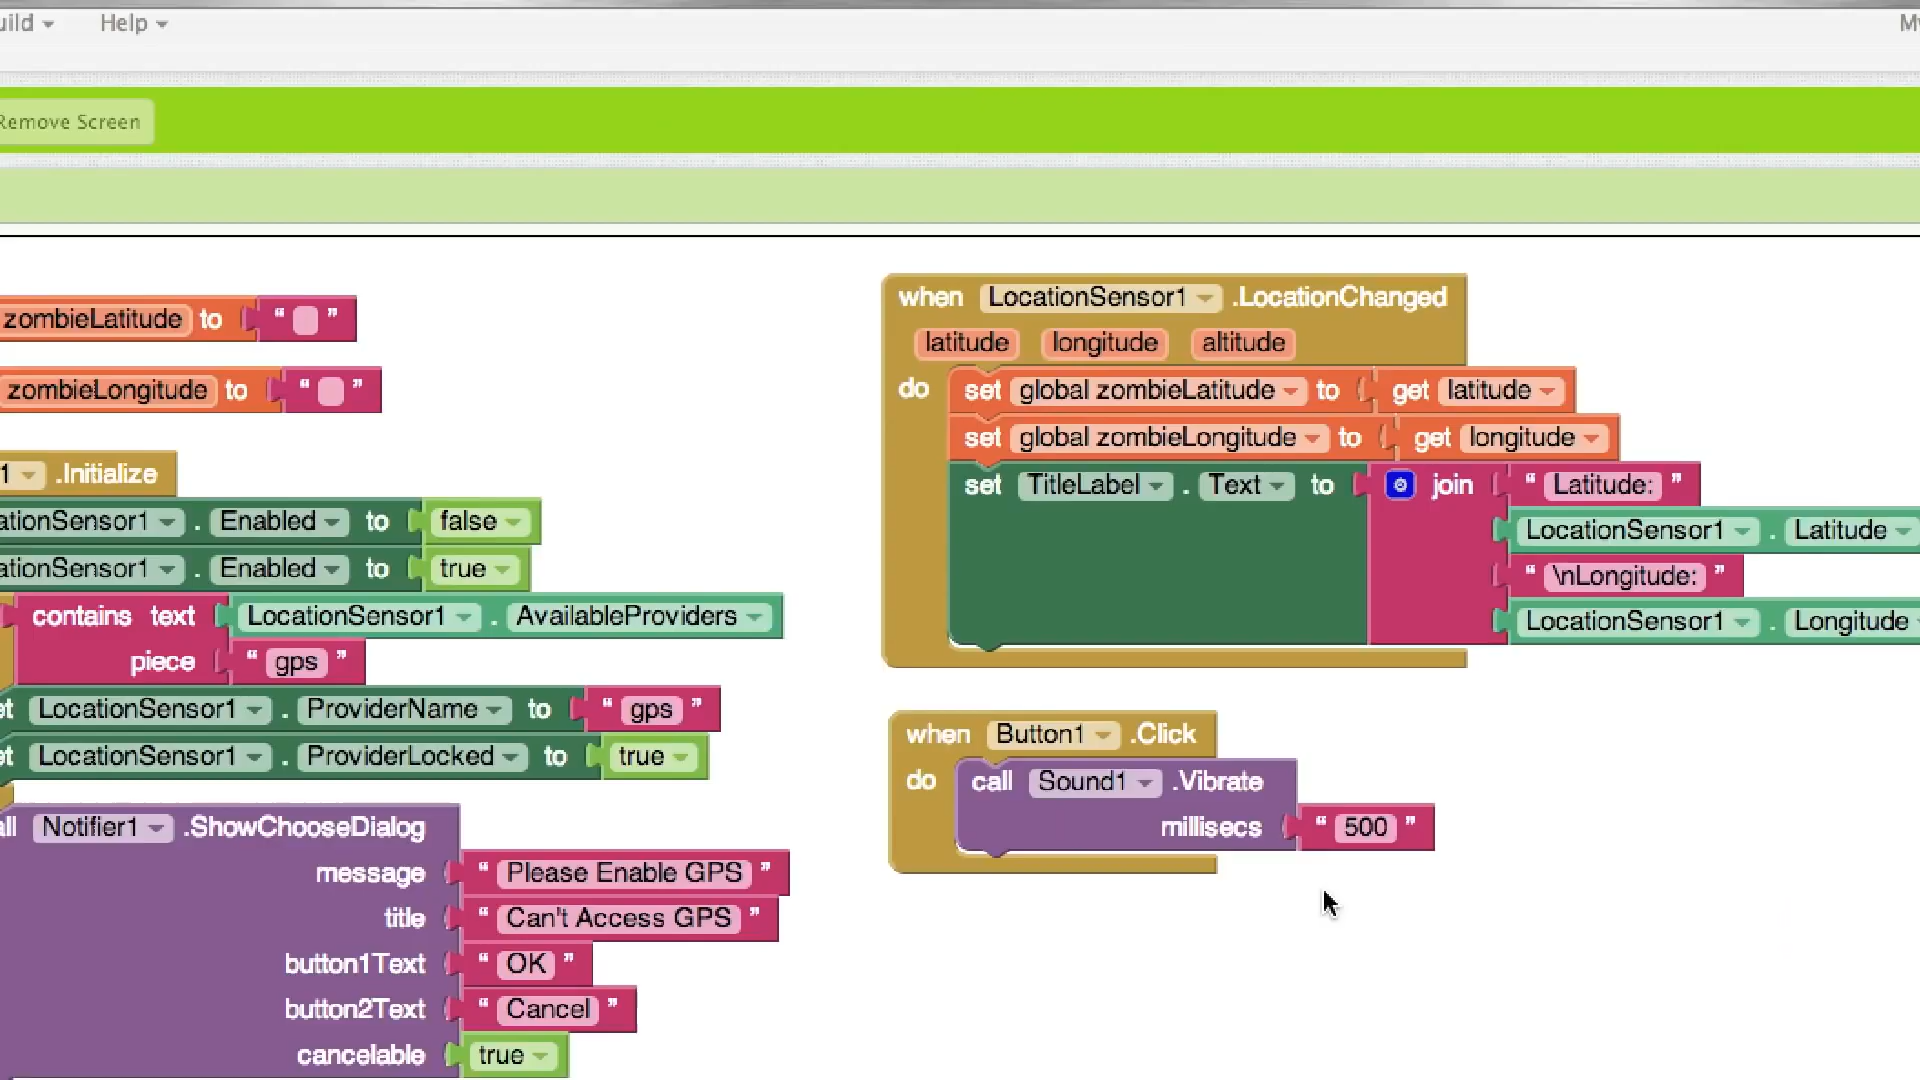 uild Help My
Remove Screen
zombieLatitude to “ ”
zombieLongitude to “ ”
1 .Initialize
ationSensor1 . Enabled to false
ationSensor1 . Enabled to true
contains text LocationSensor1 . AvailableProviders
piece “ gps ”
et LocationSensor1 . ProviderName to “ gps ”
et LocationSensor1 . ProviderLocked to true
all Notifier1 .ShowChooseDialog
message “ Please Enable GPS ”
title “ Can't Access GPS ”
button1Text “ OK ”
button2Text “ Cancel ”
cancelable true
when LocationSensor1 .LocationChanged
latitude longitude altitude
do set global zombieLatitude to get latitude
set global zombieLongitude to get longitude
set TitleLabel . Text to join “ Latitude: ”
LocationSensor1 . Latitude
“ \nLongitude: ”
LocationSensor1 . Longitude
when Button1 .Click
do call Sound1 .Vibrate
millisecs “ 500 ”